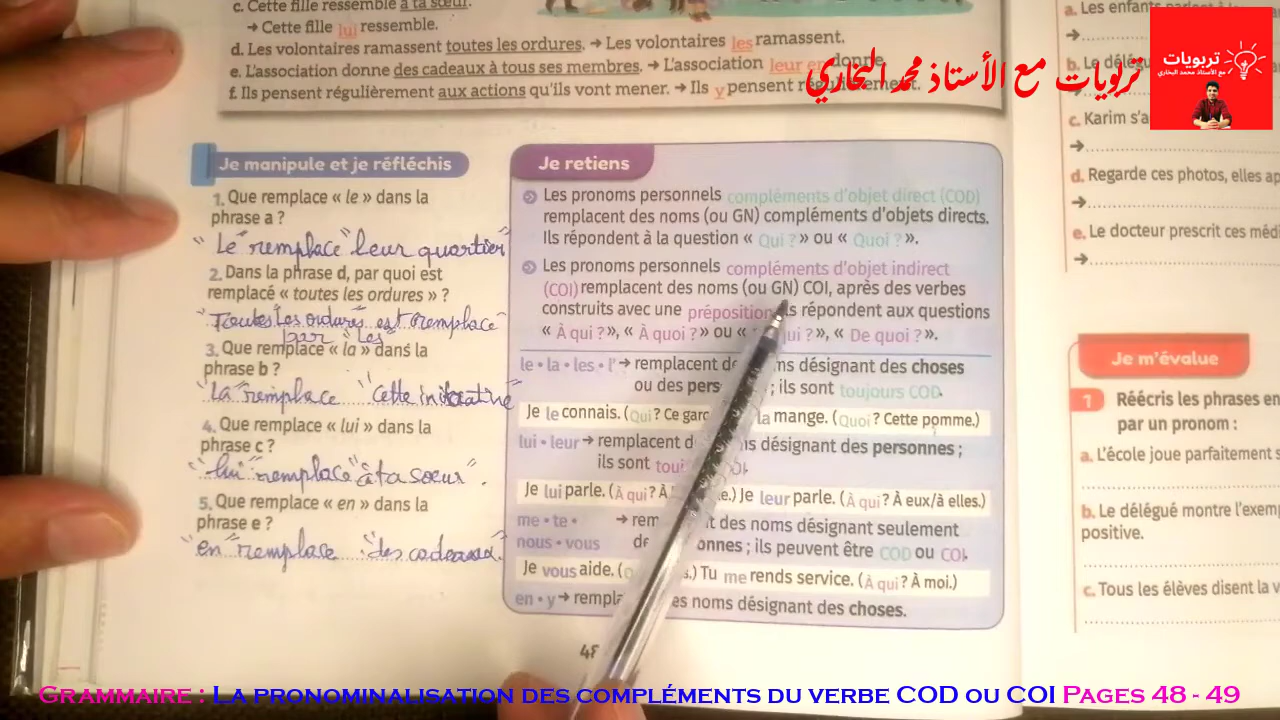 c. Cette fille ressemble à ta sœur.
→ Cette fille lui ressemble.
d. Les volontaires ramassent toutes les ordures. → Les volontaires les ramassent.
e. L'association donne des cadeaux à tous ses membres. → L'association leur en donne
f. Ils pensent régulièrement aux actions qu'ils vont mener. → Ils y pensent régulièrement.
تربويات مع الأستاذ محمد البخاري
تربويات
مع الأستاذ محمد البخاري
Je manipule et je réfléchis
1. Que remplace « le » dans la
phrase a ?
"Le" remplace "leur quartier"
2. Dans la phrase d, par quoi est
remplacé « toutes les ordures » ?
"Toutes les ordures est remplace"
par "les"
3. Que remplace « la » dans la
phrase b ?
"la remplace "Cette initiative"
4. Que remplace « lui » dans la
phrase c ?
"lui" remplace "à ta soeur".
5. Que remplace « en » dans la
phrase e ?
"en" remplace "des cadeaux.
Je retiens
Les pronoms personnels compléments d'objet direct (COD)
remplacent des noms (ou GN) compléments d'objets directs.
Ils répondent à la question « Qui ? » ou « Quoi ? ».
Les pronoms personnels compléments d'objet indirect
(COI) remplacent des noms (ou GN) COI, après des verbes
construits avec une préposition ls répondent aux questions
« À qui ? », « À quoi ? » ou « qui ? », « De quoi ? ».
le • la • les • l' → remplacent de ms désignant des choses
ou des pers ; ils sont toujours COD.
Je le connais. (Qui ? Ce garç la mange. (Quoi ? Cette pomme.)
lui • leur → remplacent d ns désignant des personnes ;
ils sont touj
Je lui parle. (À qui ? À le.) Je leur parle. (À qui ? À eux/à elles.)
me • te • → rem t des noms désignant seulement
nous • vous de onnes ; ils peuvent être COD ou COI.
Je vous aide. ( s.) Tu me rends service. (À qui ? À moi.)
en • y → rempla es noms désignant des choses.
a. Les enfants
→
b. Le délégu
→
c. Karim s'a
→
d. Regarde ces photos, elles ap
→
e. Le docteur prescrit ces médi
→
Je m'évalue
1 Réécris les phrases en
par un pronom :
a. L'école joue parfaitement s
b. Le délégué montre l'exemp
positive.
c. Tous les élèves disent la v
Grammaire : La pronominalisation des compléments du verbe COD ou COI Pages 48 - 49